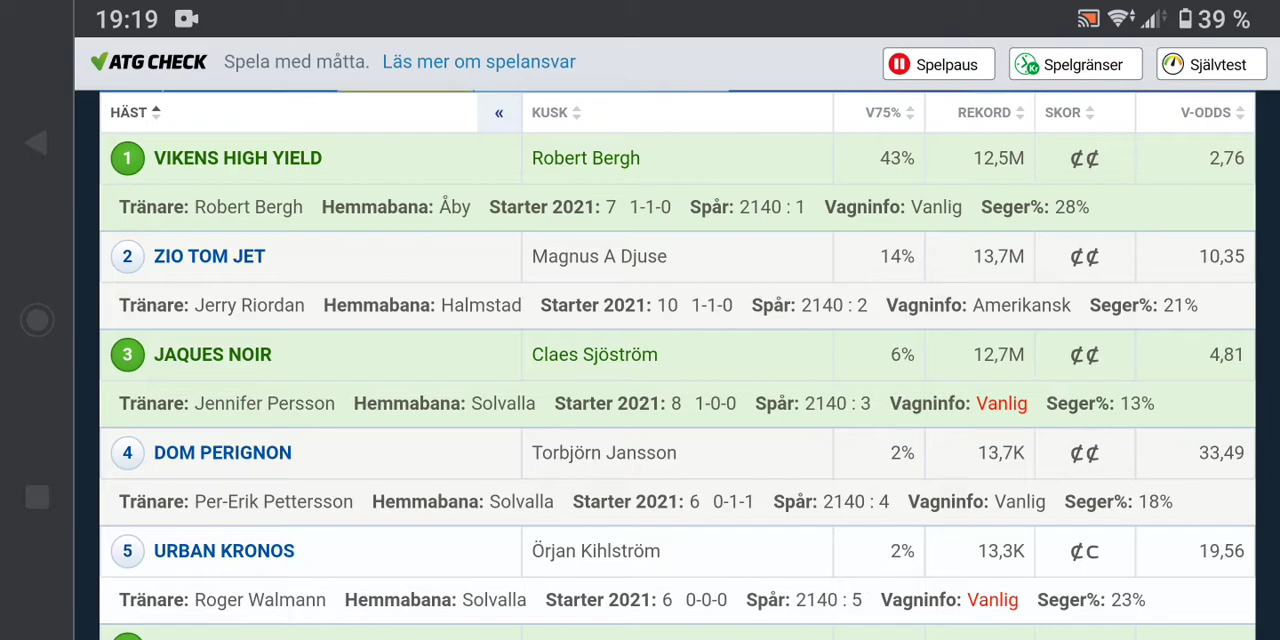 19:19 39 %
ATG CHECK Spela med måtta. Läs mer om spelansvar Spelpaus Spelgränser Självtest
HÄST « KUSK V75% REKORD SKOR V-ODDS
1 VIKENS HIGH YIELD Robert Bergh 43% 12,5M ₵₵ 2,76
Tränare: Robert Bergh Hemmabana: Åby Starter 2021: 7 1-1-0 Spår: 2140 : 1 Vagninfo: Vanlig Seger%: 28%
2 ZIO TOM JET Magnus A Djuse 14% 13,7M ₵₵ 10,35
Tränare: Jerry Riordan Hemmabana: Halmstad Starter 2021: 10 1-1-0 Spår: 2140 : 2 Vagninfo: Amerikansk Seger%: 21%
3 JAQUES NOIR Claes Sjöström 6% 12,7M ₵₵ 4,81
Tränare: Jennifer Persson Hemmabana: Solvalla Starter 2021: 8 1-0-0 Spår: 2140 : 3 Vagninfo: Vanlig Seger%: 13%
4 DOM PERIGNON Torbjörn Jansson 2% 13,7K ₵₵ 33,49
Tränare: Per-Erik Pettersson Hemmabana: Solvalla Starter 2021: 6 0-1-1 Spår: 2140 : 4 Vagninfo: Vanlig Seger%: 18%
5 URBAN KRONOS Örjan Kihlström 2% 13,3K ₵C 19,56
Tränare: Roger Walmann Hemmabana: Solvalla Starter 2021: 6 0-0-0 Spår: 2140 : 5 Vagninfo: Vanlig Seger%: 23%